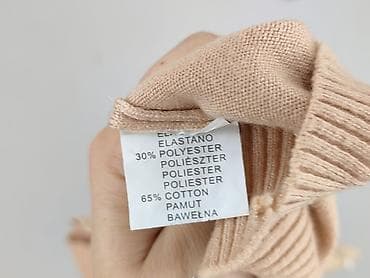 ELASTANO
30% POLYESTER
POLIÉSZTER
POLIESTER
POLIESTER
65% COTTON
PAMUT
BAWEŁNA